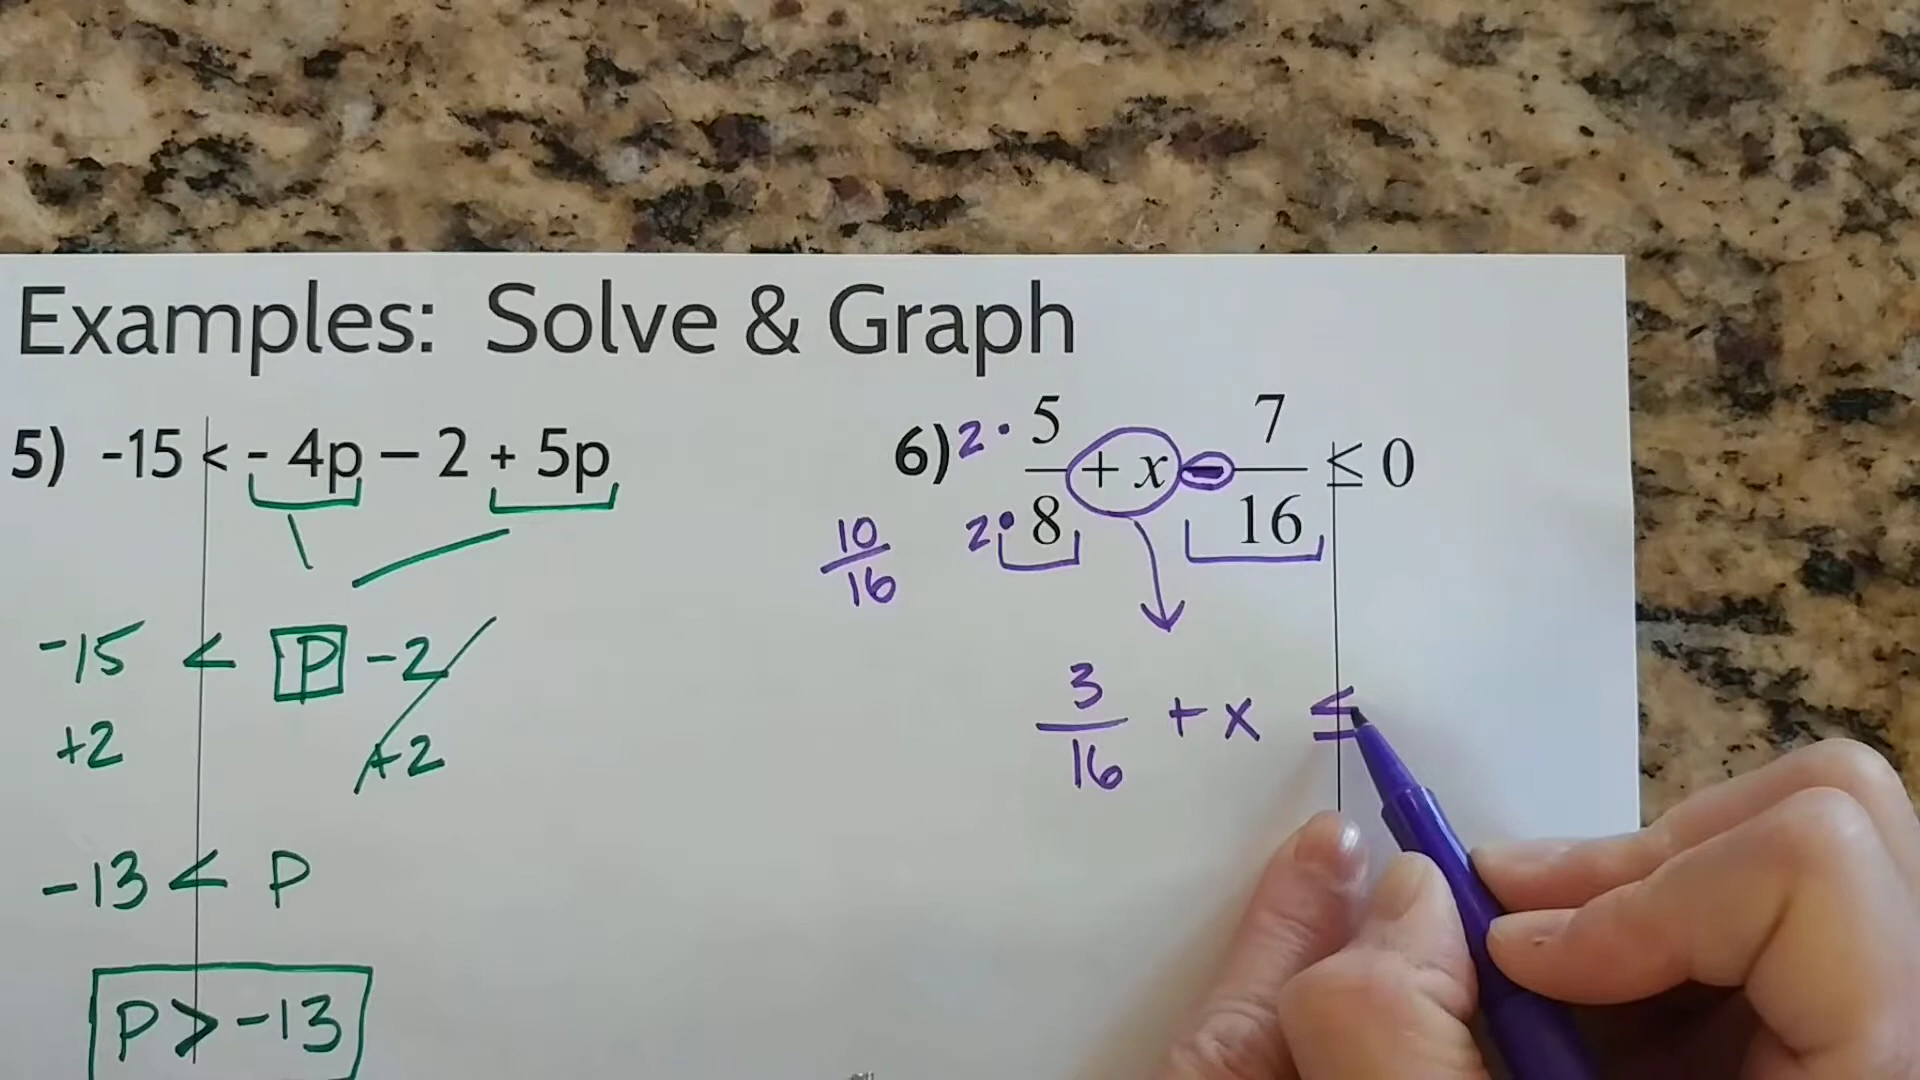 Examples: Solve & Graph
5) -15 < - 4p – 2 + 5p
-15 < P -2
+2 +2
-13 < P
P > -13
6) 2· 5/2· 8 + x - 7/16 ≤ 0
10/16
3/16 + x ≤